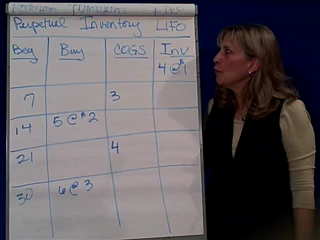 Perpetual Inventory LIFO
Beg Buy COGS Inv
4 @ $1
7 3
14 5 @ $2
21 4
30 6 @ 3